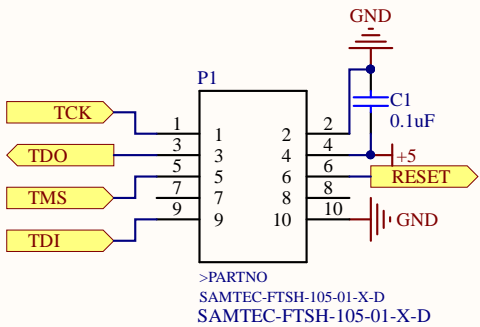 GND
P1
C1
0.1uF
TCK
1 1 2 2
TDO
3 3 4 4
+5
TMS
5 5 6 6
RESET
7 7 8 8
TDI
9 9 10 10
GND
>PARTNO
SAMTEC-FTSH-105-01-X-D
SAMTEC-FTSH-105-01-X-D